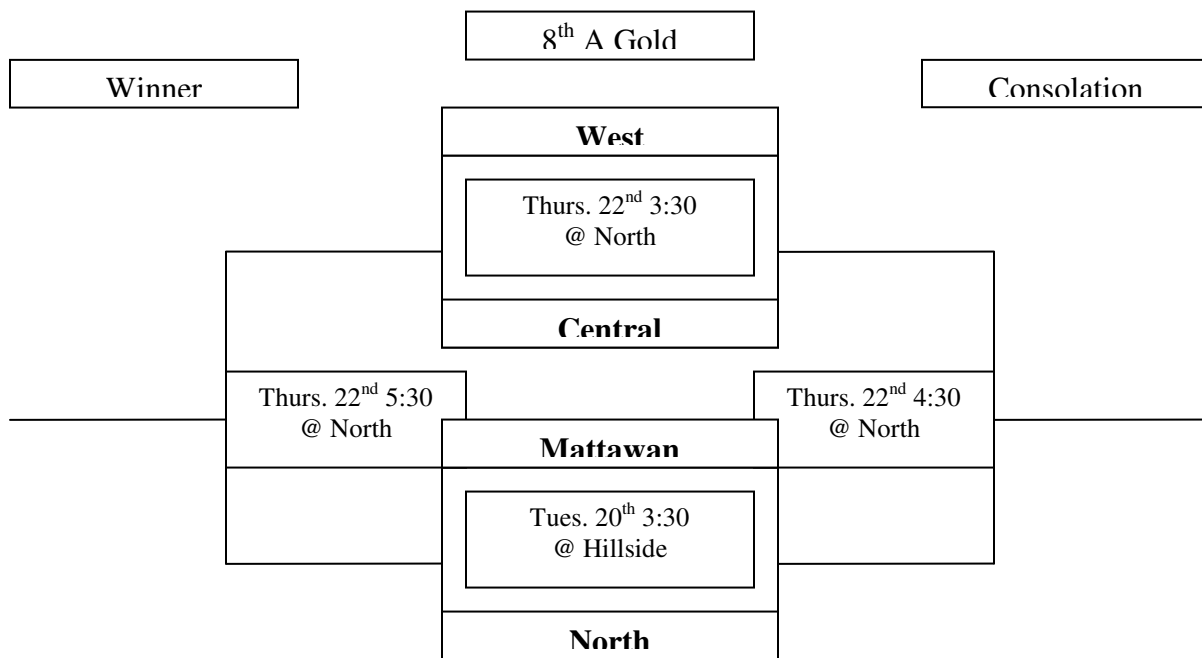 8th A Gold
Winner
Consolation
West
Thurs. 22nd 3:30
@ North
Central
Thurs. 22nd 5:30
@ North
Thurs. 22nd 4:30
@ North
Mattawan
Tues. 20th 3:30
@ Hillside
North